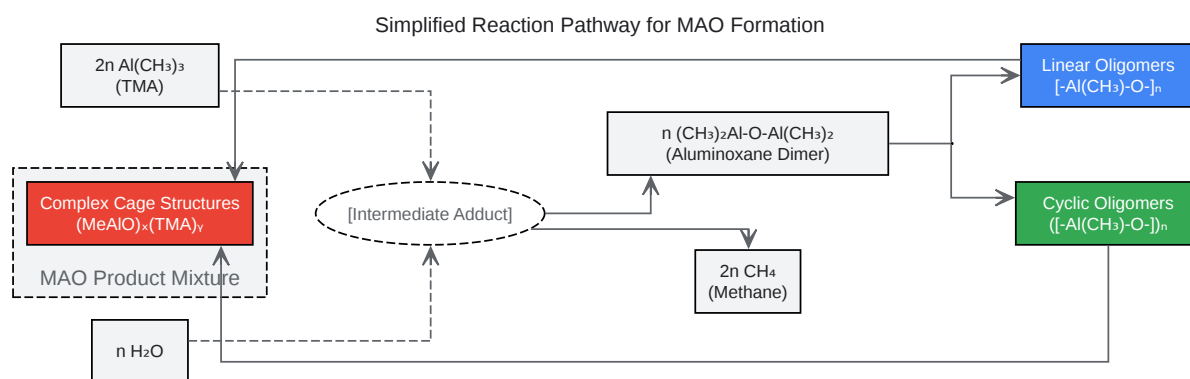 Simplified Reaction Pathway for MAO Formation
2n Al(CH₃)₃
(TMA)
Linear Oligomers
[-Al(CH₃)-O-]ₙ
n (CH₃)₂Al-O-Al(CH₃)₂
(Aluminoxane Dimer)
Complex Cage Structures
(MeAlO)ₓ(TMA)ᵧ
MAO Product Mixture
[Intermediate Adduct]
Cyclic Oligomers
([-Al(CH₃)-O-])ₙ
2n CH₄
(Methane)
n H₂O